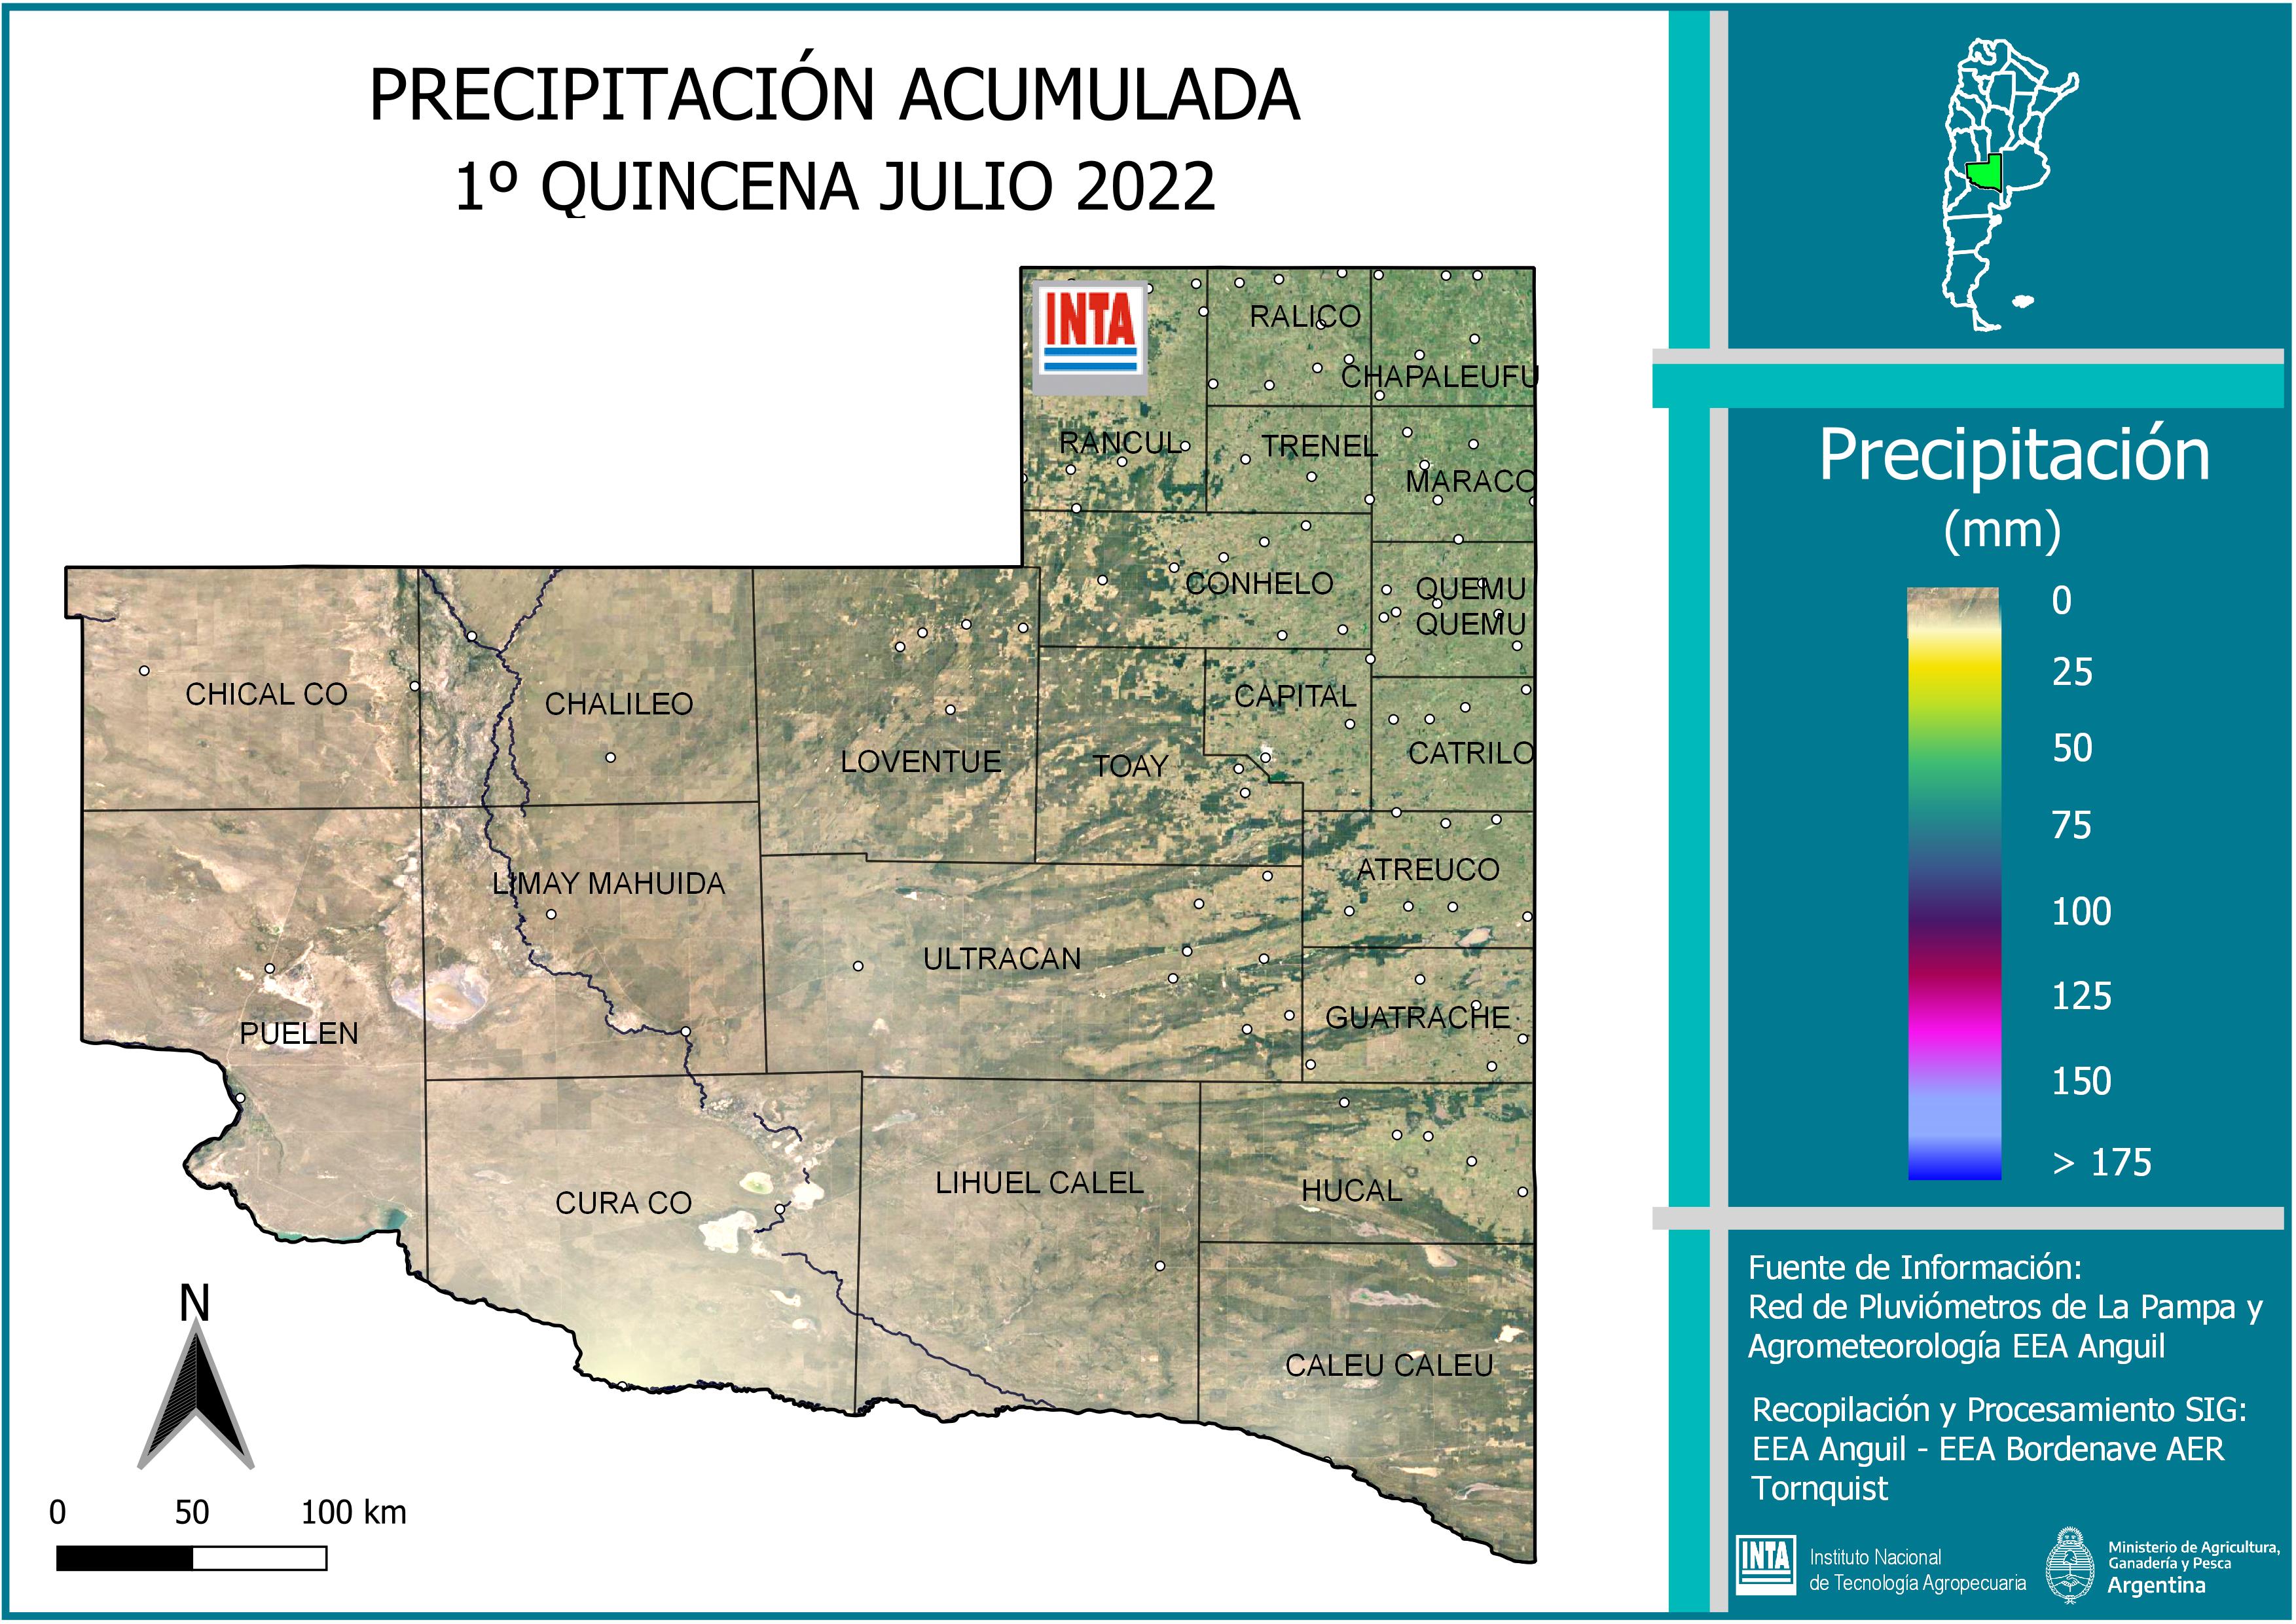 PRECIPITACIÓN ACUMULADA
1º QUINCENA JULIO 2022
INTA
RALICO
CHAPALEUFU
RANCUL
TRENEL
MARACO
CONHELO
QUEMU
QUEMU
CHICAL CO
CHALILEO
CAPITAL
LOVENTUE
TOAY
CATRILO
LIMAY MAHUIDA
ATREUCO
ULTRACAN
PUELEN
GUATRACHE
CURA CO
LIHUEL CALEL
HUCAL
CALEU CALEU
N
0 50 100 km
Precipitación
(mm)
0
25
50
75
100
125
150
> 175
Fuente de Información:
Red de Pluviómetros de La Pampa y
Agrometeorología EEA Anguil
Recopilación y Procesamiento SIG:
EEA Anguil - EEA Bordenave AER
Tornquist
INTA
Instituto Nacional
de Tecnología Agropecuaria
Ministerio de Agricultura,
Ganadería y Pesca
Argentina